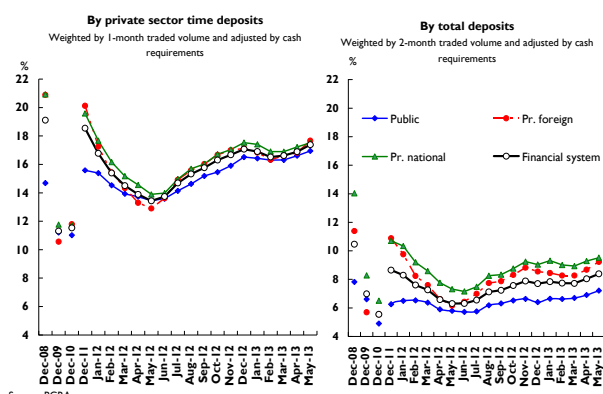 By private sector time deposits
Weighted by 1-month traded volume and adjusted by cash
requirements
%
22
20
18
16
14
12
10
8
6
4
Dec-08
Dec-09
Dec-10
Dec-11
Jan-12
Feb-12
Mar-12
Apr-12
May-12
Jun-12
Jul-12
Aug-12
Sep-12
Oct-12
Nov-12
Dec-12
Jan-13
Feb-13
Mar-13
Apr-13
May-13
By total deposits
Weighted by 2-month traded volume and adjusted by cash
requirements
%
22
20
18
16
14
12
10
8
6
4
Public
Pr. foreign
Pr. national
Financial system
Dec-08
Dec-09
Dec-10
Dec-11
Jan-12
Feb-12
Mar-12
Apr-12
May-12
Jun-12
Jul-12
Aug-12
Sep-12
Oct-12
Nov-12
Dec-12
Jan-13
Feb-13
Mar-13
Apr-13
May-13